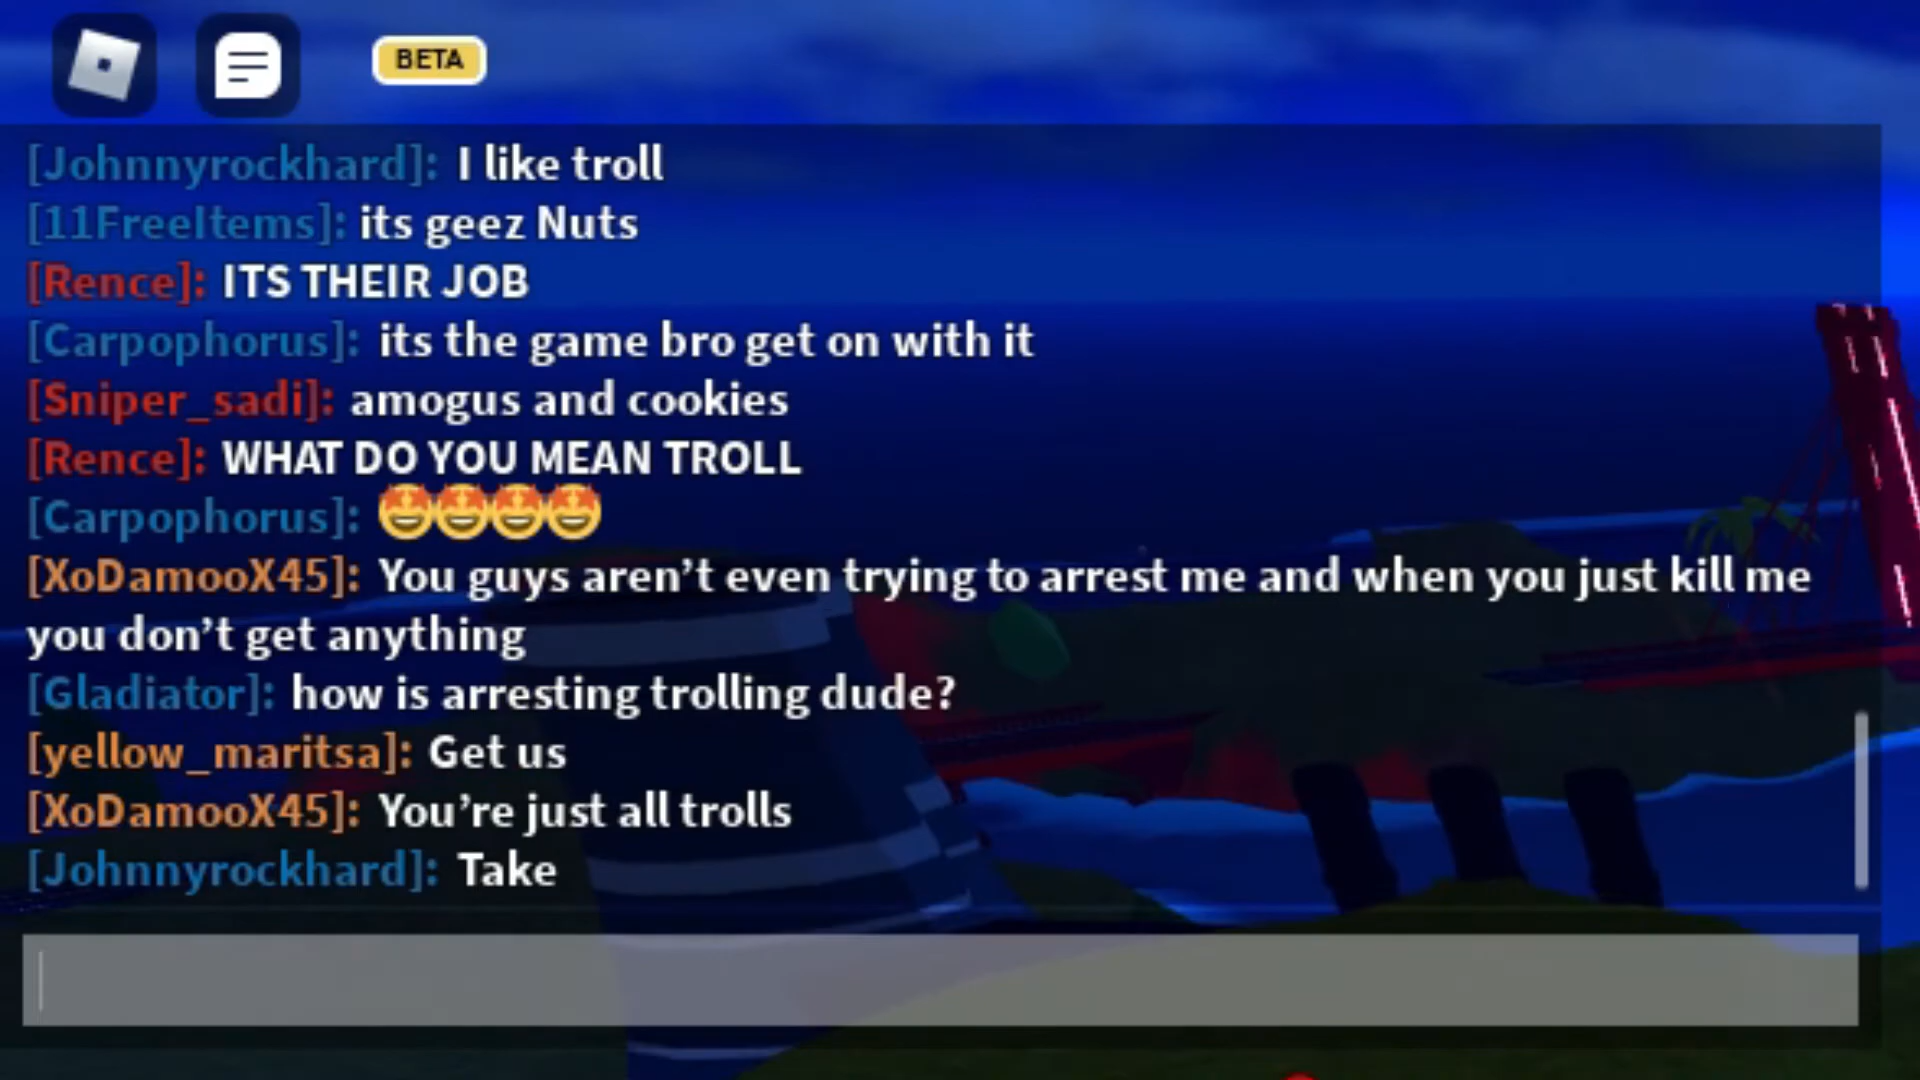 BETA
[Johnnyrockhard]: I like troll
[11FreeItems]: its geez Nuts
[Rence]: ITS THEIR JOB
[Carpophorus]: its the game bro get on with it
[Sniper_sadi]: amogus and cookies
[Rence]: WHAT DO YOU MEAN TROLL
[Carpophorus]: 🤩🤩🤩🤩
[XoDamooX45]: You guys aren’t even trying to arrest me and when you just kill me
you don’t get anything
[Gladiator]: how is arresting trolling dude?
[yellow_maritsa]: Get us
[XoDamooX45]: You’re just all trolls
[Johnnyrockhard]: Take